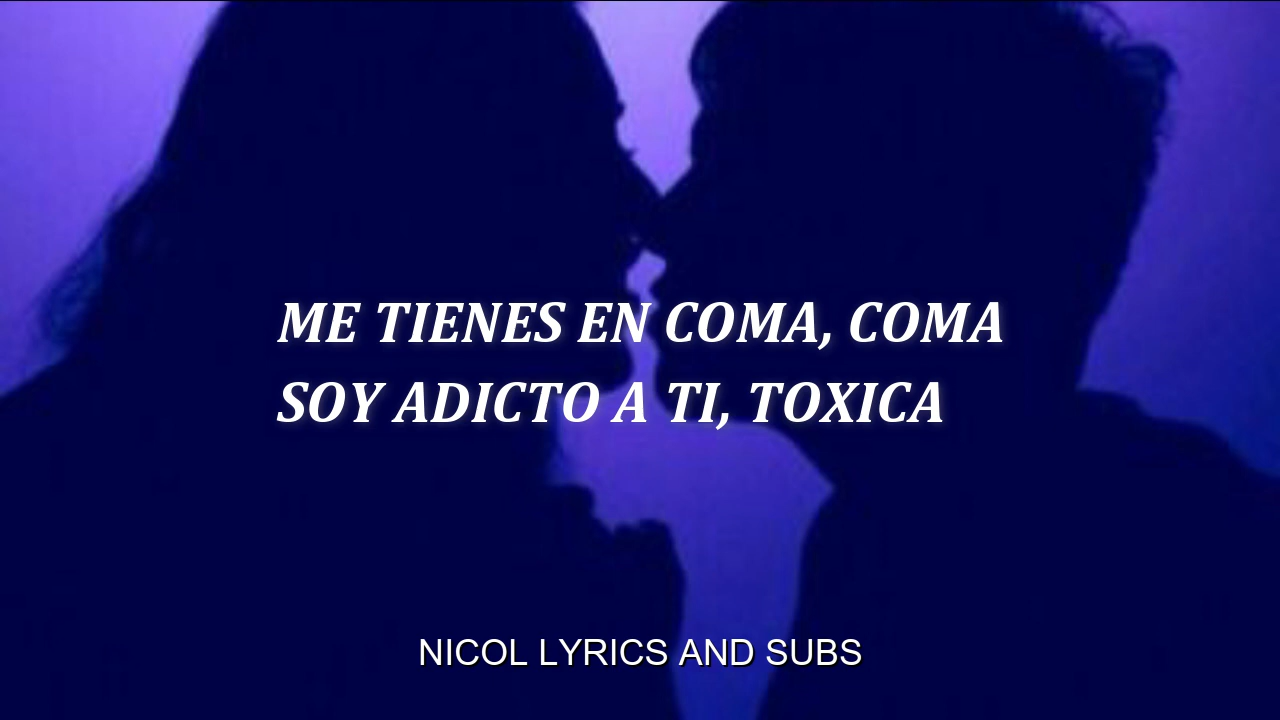 ME TIENES EN COMA, COMA
SOY ADICTO A TI, TOXICA
NICOL LYRICS AND SUBS